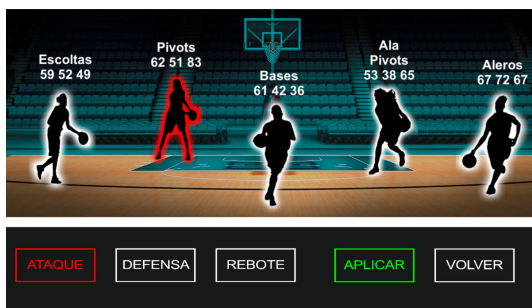 Escoltas
59 52 49
Pivots
62 51 83
Bases
61 42 36
Ala
Pivots
53 38 65
Aleros
67 72 67
ATAQUE
DEFENSA
REBOTE
APLICAR
VOLVER